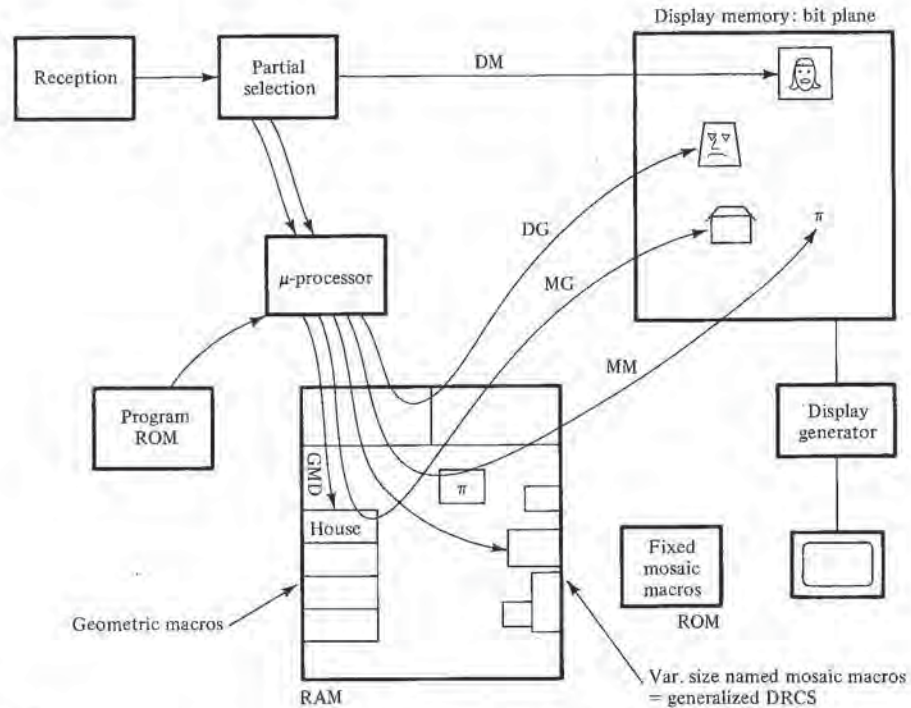 Display memory: bit plane
Reception
Partial
selection
DM
DG
π
μ-processor
MG
MM
Program
ROM
Display
generator
GMD
π
House
Fixed
mosaic
macros
ROM
Geometric macros
RAM
Var. size named mosaic macros
= generalized DRCS